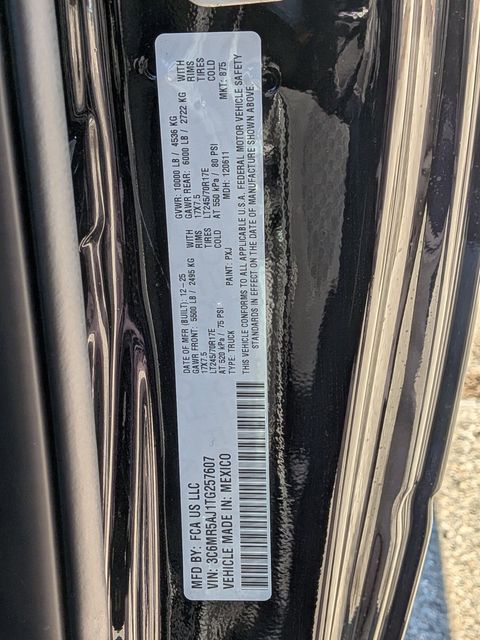 MFD BY: FCA US LLC
VIN: 3C6MR5AJ1TG257607
VEHICLE MADE IN: MEXICO
DATE OF MFR (BUILT): 12-25 GVWR: 10000 LB / 4536 KG
GAWR FRONT: 5500 LB / 2495 KG WITH GAWR REAR: 6000 LB / 2722 KG WITH
17X7.5 RIMS 17X7.5 RIMS
LT245/70R17E TIRES LT245/70R17E TIRES
AT 520 kPa / 75 PSI COLD AT 550 kPa / 80 PSI COLD
TYPE: TRUCK PAINT: PXJ MDH: 120611 MKT: 875
THIS VEHICLE CONFORMS TO ALL APPLICABLE U.S.A. FEDERAL MOTOR VEHICLE SAFETY
STANDARDS IN EFFECT ON THE DATE OF MANUFACTURE SHOWN ABOVE.